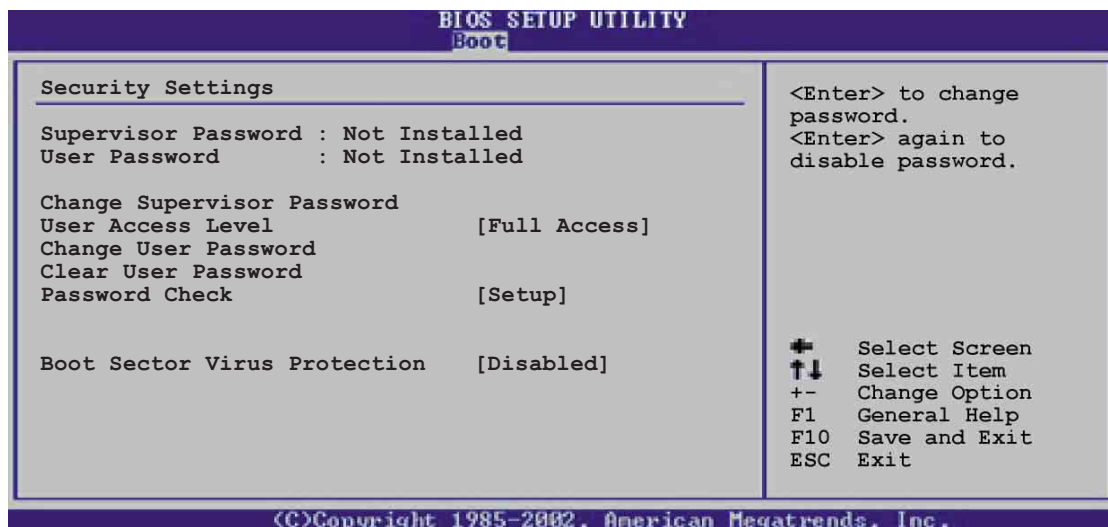 BIOS SETUP UTILITY
Boot
Security Settings
Supervisor Password : Not Installed
User Password : Not Installed
Change Supervisor Password
User Access Level [Full Access]
Change User Password
Clear User Password
Password Check [Setup]
Boot Sector Virus Protection [Disabled]
<Enter> to change
password.
<Enter> again to
disable password.
Select Screen
Select Item
+- Change Option
F1 General Help
F10 Save and Exit
ESC Exit
(C)Copyright 1985-2002, American Megatrends, Inc.